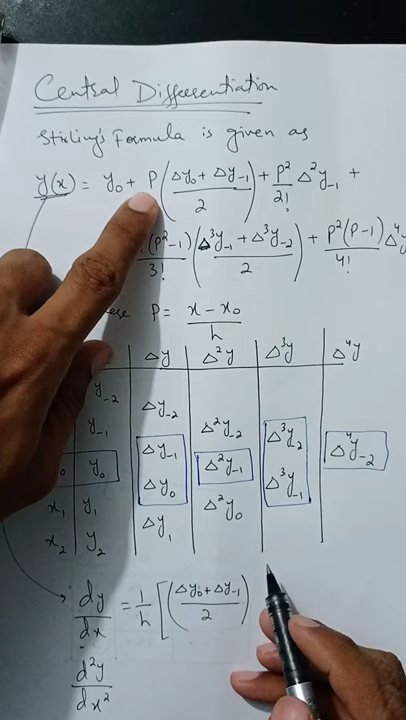 Central Differentiation
Stirling's Formula is given as
y(x) = y₀ + P ( (Δy₀ + Δy₋₁) / 2 ) + P²/2! Δ²y₋₁ +
(P²-1) / 3! ( (Δ³y₋₁ + Δ³y₋₂) / 2 ) + P²(P-1) / 4! Δ⁴y
P = (x - x₀) / h
Δy Δ²y Δ³y Δ⁴y
y₋₂
Δy₋₂
y₋₁ Δ²y₋₂
Δy₋₁ Δ³y₋₂
y₀ Δ²y₋₁ Δ⁴y₋₂
Δy₀ Δ³y₋₁
x₁ y₁ Δ²y₀
Δy₁
x₂ y₂
dy/dx = 1/h [ ( (Δy₀ + Δy₋₁) / 2 )
d²y/dx²